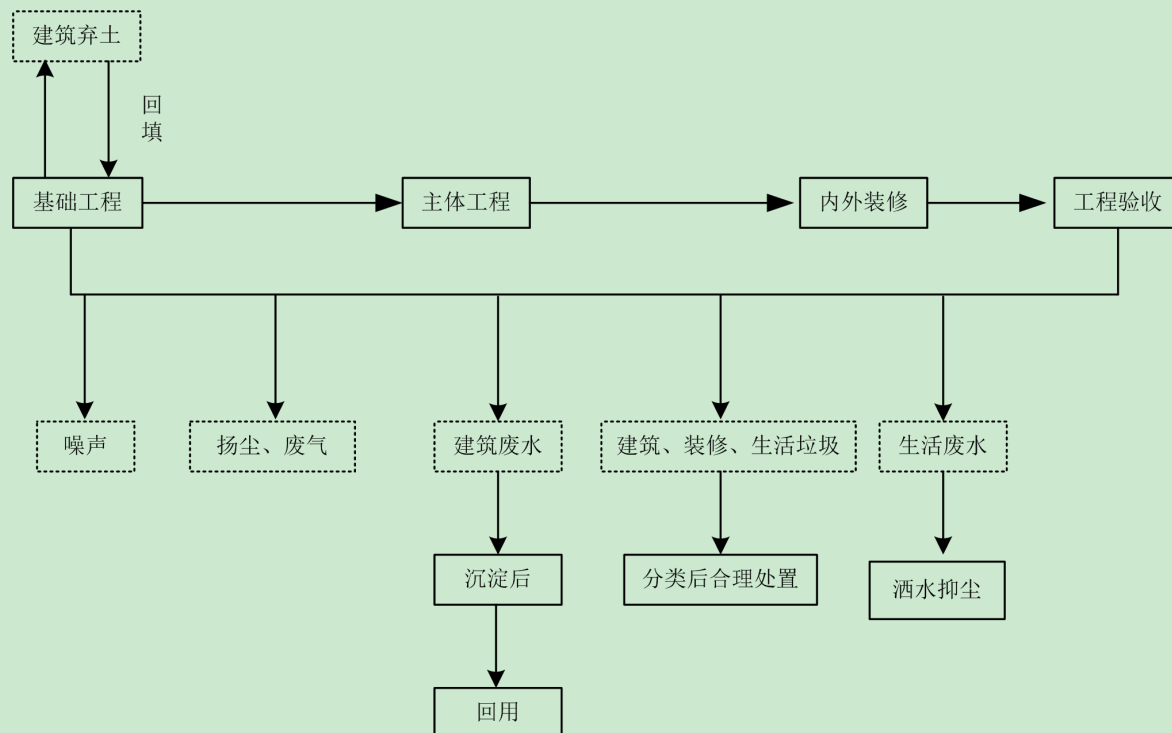 建筑弃土
回
填
基础工程
主体工程
内外装修
工程验收
噪声
扬尘、废气
建筑废水
建筑、装修、生活垃圾
生活废水
沉淀后
分类后合理处置
洒水抑尘
回用